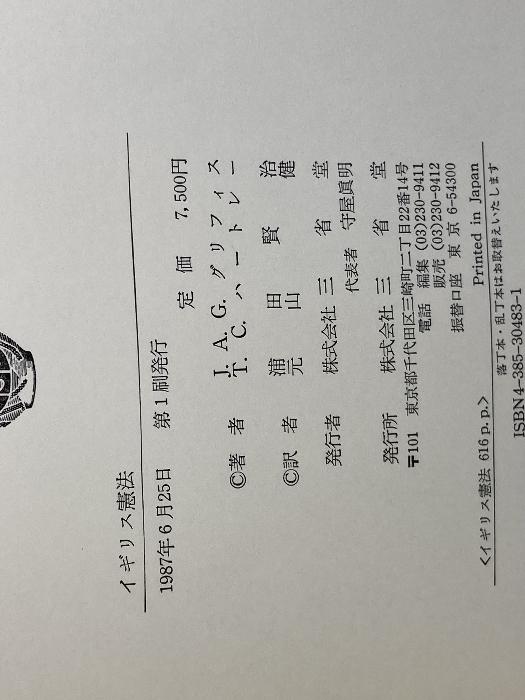 イギリス憲法
1987年6月25日 第1刷発行
定価 7,500円
©著者 J. A. G. グリフィス
T. C. ハートレー
©訳者 浦田賢治
元山健
発行者 株式会社 三省堂
代表者 守屋眞明
発行所 株式会社 三省堂
〒101 東京都千代田区三崎町二丁目22番14号
電話 編集 (03)230-9411
販売 (03)230-9412
振替口座 東京 6-54300
Printed in Japan
落丁本・乱丁本はお取替えいたします
<イギリス憲法 616 p.p.>
ISBN4-385-30483-1